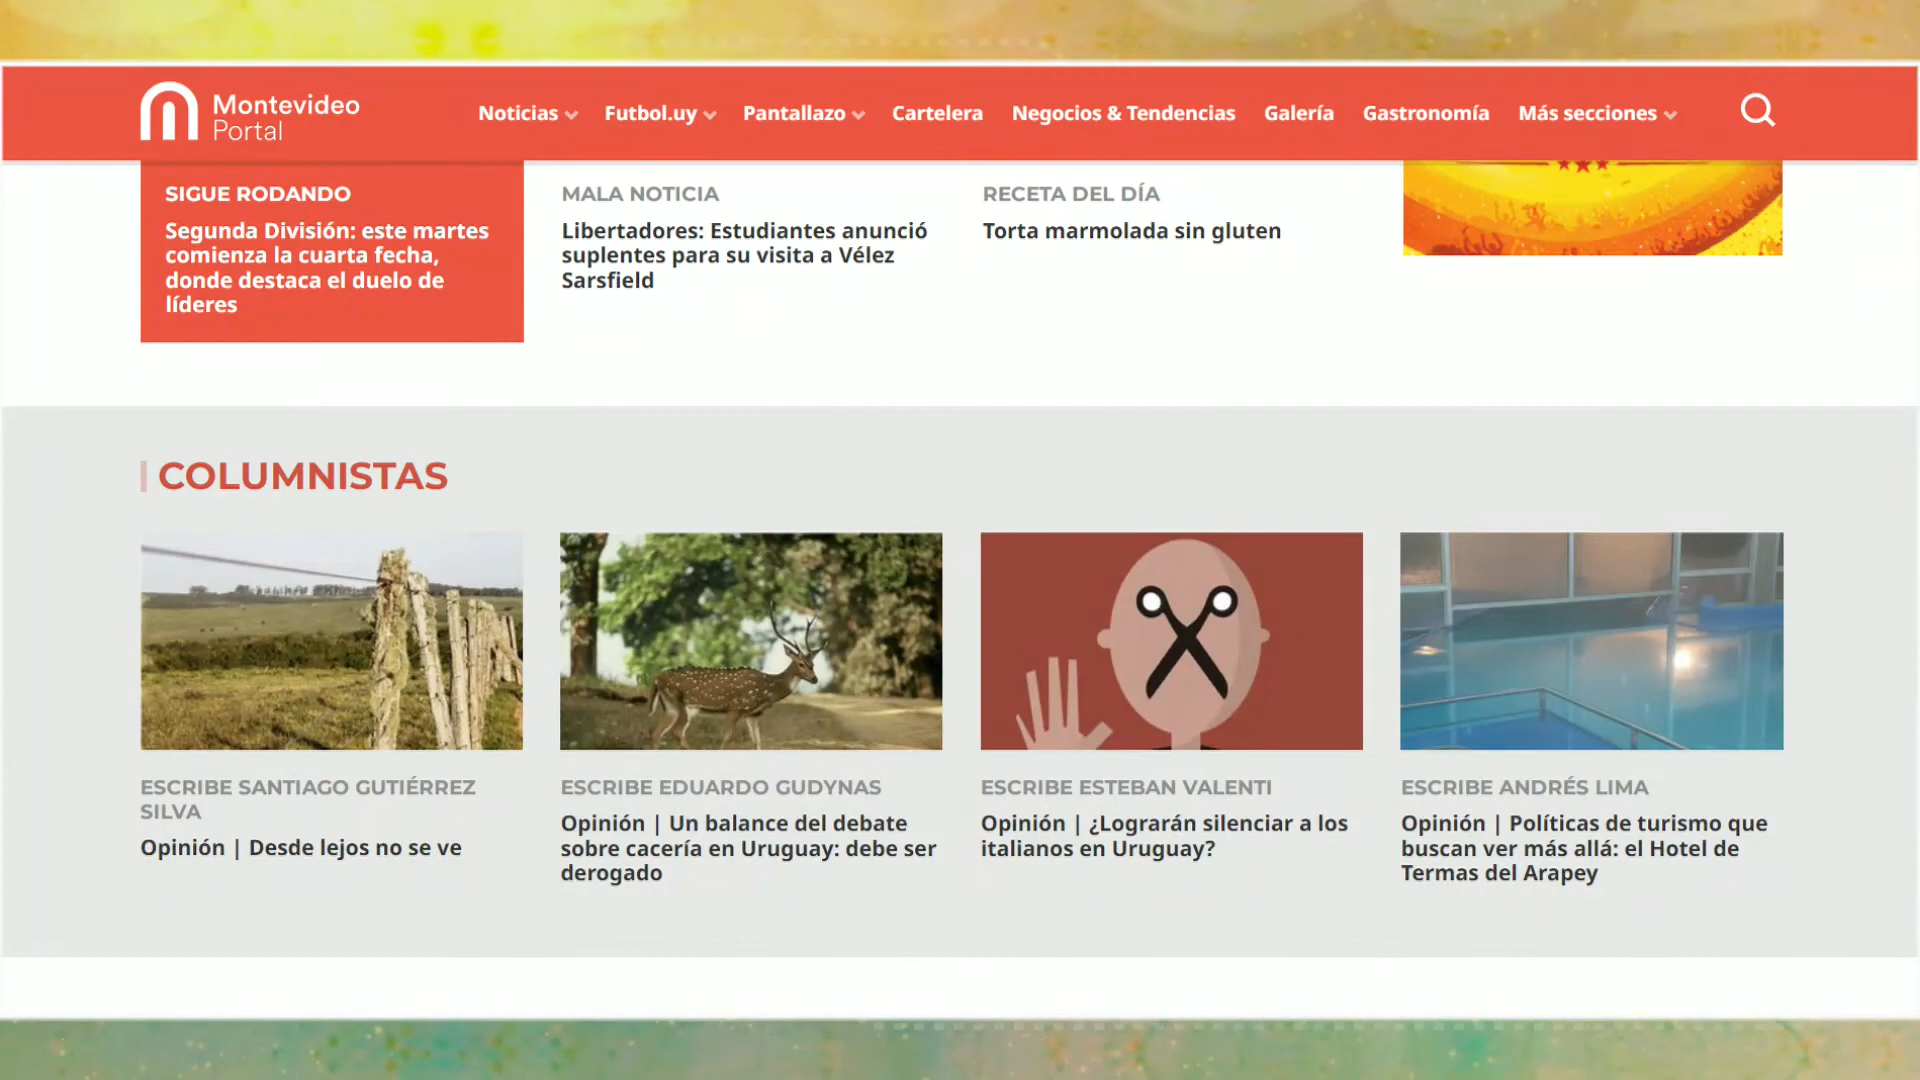 Montevideo
Portal
Noticias
Futbol.uy
Pantallazo
Cartelera
Negocios & Tendencias
Galería
Gastronomía
Más secciones
SIGUE RODANDO
Segunda División: este martes
comienza la cuarta fecha,
donde destaca el duelo de
líderes
MALA NOTICIA
Libertadores: Estudiantes anunció
suplentes para su visita a Vélez
Sarsfield
RECETA DEL DÍA
Torta marmolada sin gluten
COLUMNISTAS
ESCRIBE SANTIAGO GUTIÉRREZ
SILVA
Opinión | Desde lejos no se ve
ESCRIBE EDUARDO GUDYNAS
Opinión | Un balance del debate
sobre cacería en Uruguay: debe ser
derogado
ESCRIBE ESTEBAN VALENTI
Opinión | ¿Lograrán silenciar a los
italianos en Uruguay?
ESCRIBE ANDRÉS LIMA
Opinión | Políticas de turismo que
buscan ver más allá: el Hotel de
Termas del Arapey